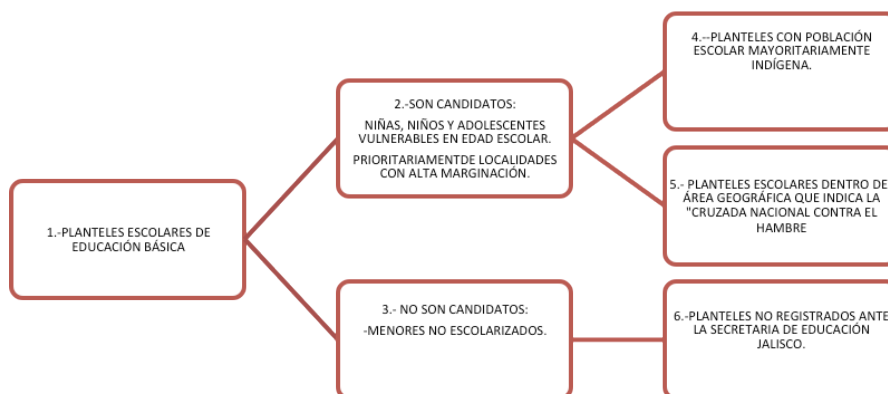 1.-PLANTELES ESCOLARES DE
EDUCACIÓN BÁSICA
2.-SON CANDIDATOS:
NIÑAS, NIÑOS Y ADOLESCENTES
VULNERABLES EN EDAD ESCOLAR.
PRIORITARIAMENTDE LOCALIDADES
CON ALTA MARGINACIÓN.
3.- NO SON CANDIDATOS:
-MENORES NO ESCOLARIZADOS.
4.--PLANTELES CON POBLACIÓN
ESCOLAR MAYORITARIAMENTE
INDÍGENA.
5.- PLANTELES ESCOLARES DENTRO DE
ÁREA GEOGRÁFICA QUE INDICA LA
"CRUZADA NACIONAL CONTRA EL
HAMBRE
6.-PLANTELES NO REGISTRADOS ANTE
LA SECRETARIA DE EDUCACIÓN
JALISCO.